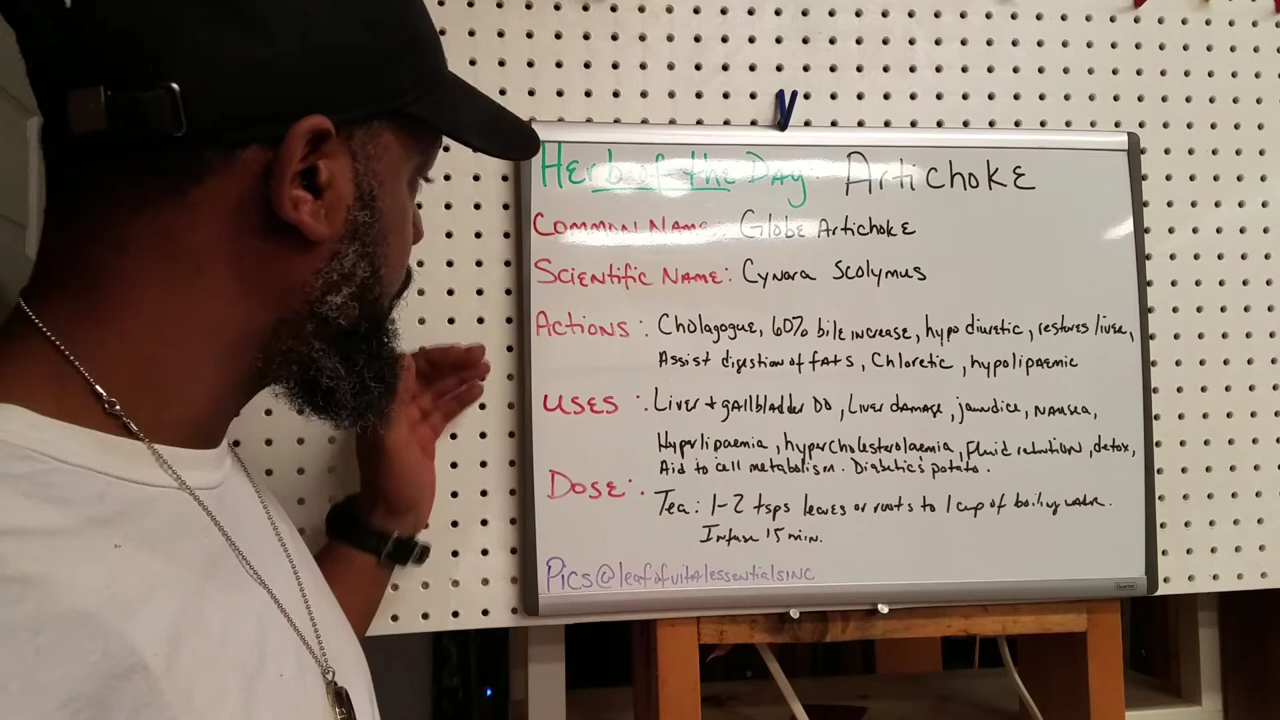 Herb of the Day: Artichoke
Common Name: Globe Artichoke
Scientific Name: Cynara Scolymus
Actions: Cholagogue, 60% bile increase, hypo diuretic, restores liver,
Assist digestion of fats, Chloretic, hypolipaemic
Uses: Liver + gallbladder DO, Liver damage, jaundice, Nausea,
Hyperlipaemia, hypercholesterolaemia, Fluid retention, detox,
Aid to cell metabolism. Diabetics potato.
Dose: Tea: 1-2 tsps leaves or roots to 1 cup of boiling water.
Infuse 15 min.
Pics@leafofvitalessentialsINC
Quartet